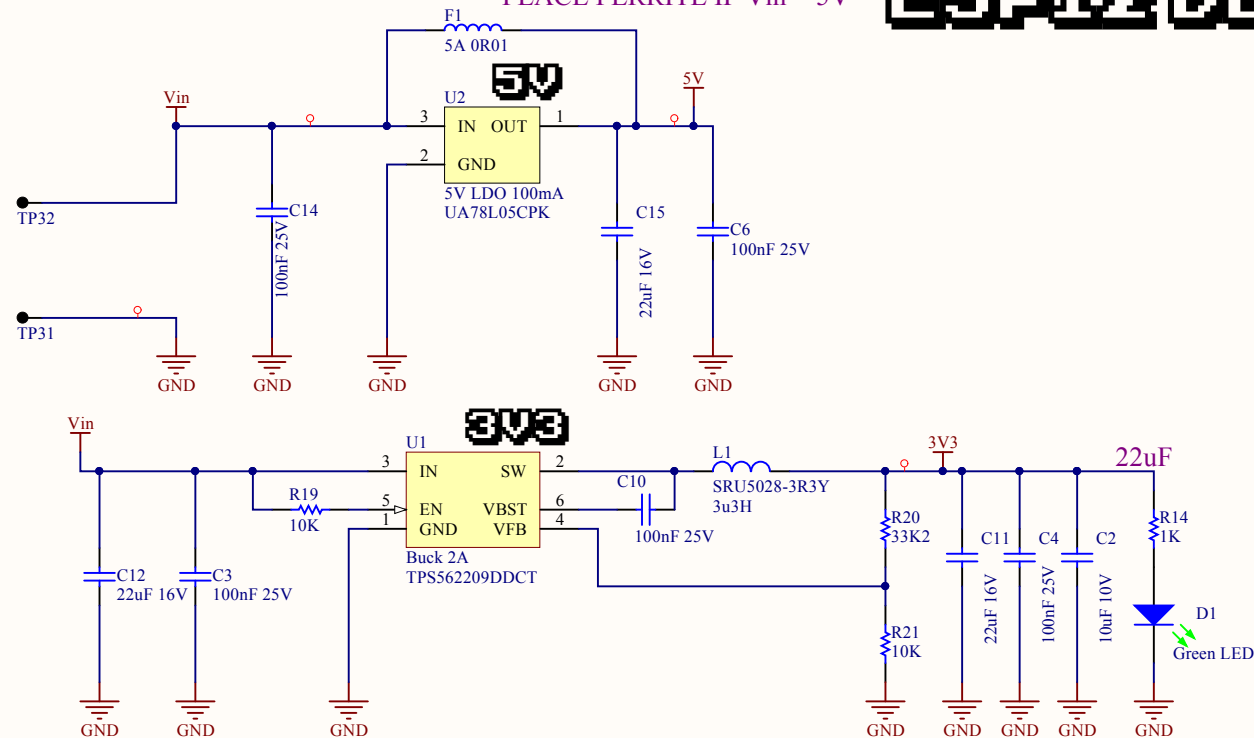 F1
5A 0R01
5V
5V
Vin
U2
3
IN
OUT
1
2
GND
5V LDO 100mA
UA78L05CPK
TP32
C14
100nF 25V
C15
22uF 16V
C6
100nF 25V
TP31
GND
GND
GND
GND
GND
Vin
3V3
U1
3
IN
SW
2
R19
10K
5
EN
VBST
6
1
GND
VFB
4
Buck 2A
TPS562209DDCT
C10
100nF 25V
L1
SRU5028-3R3Y
3u3H
3V3
22uF
R20
33K2
R14
1K
C12
22uF 16V
C3
100nF 25V
C11
22uF 16V
C4
100nF 25V
C2
10uF 10V
R21
10K
D1
Green LED
GND
GND
GND
GND
GND
GND
GND
GND